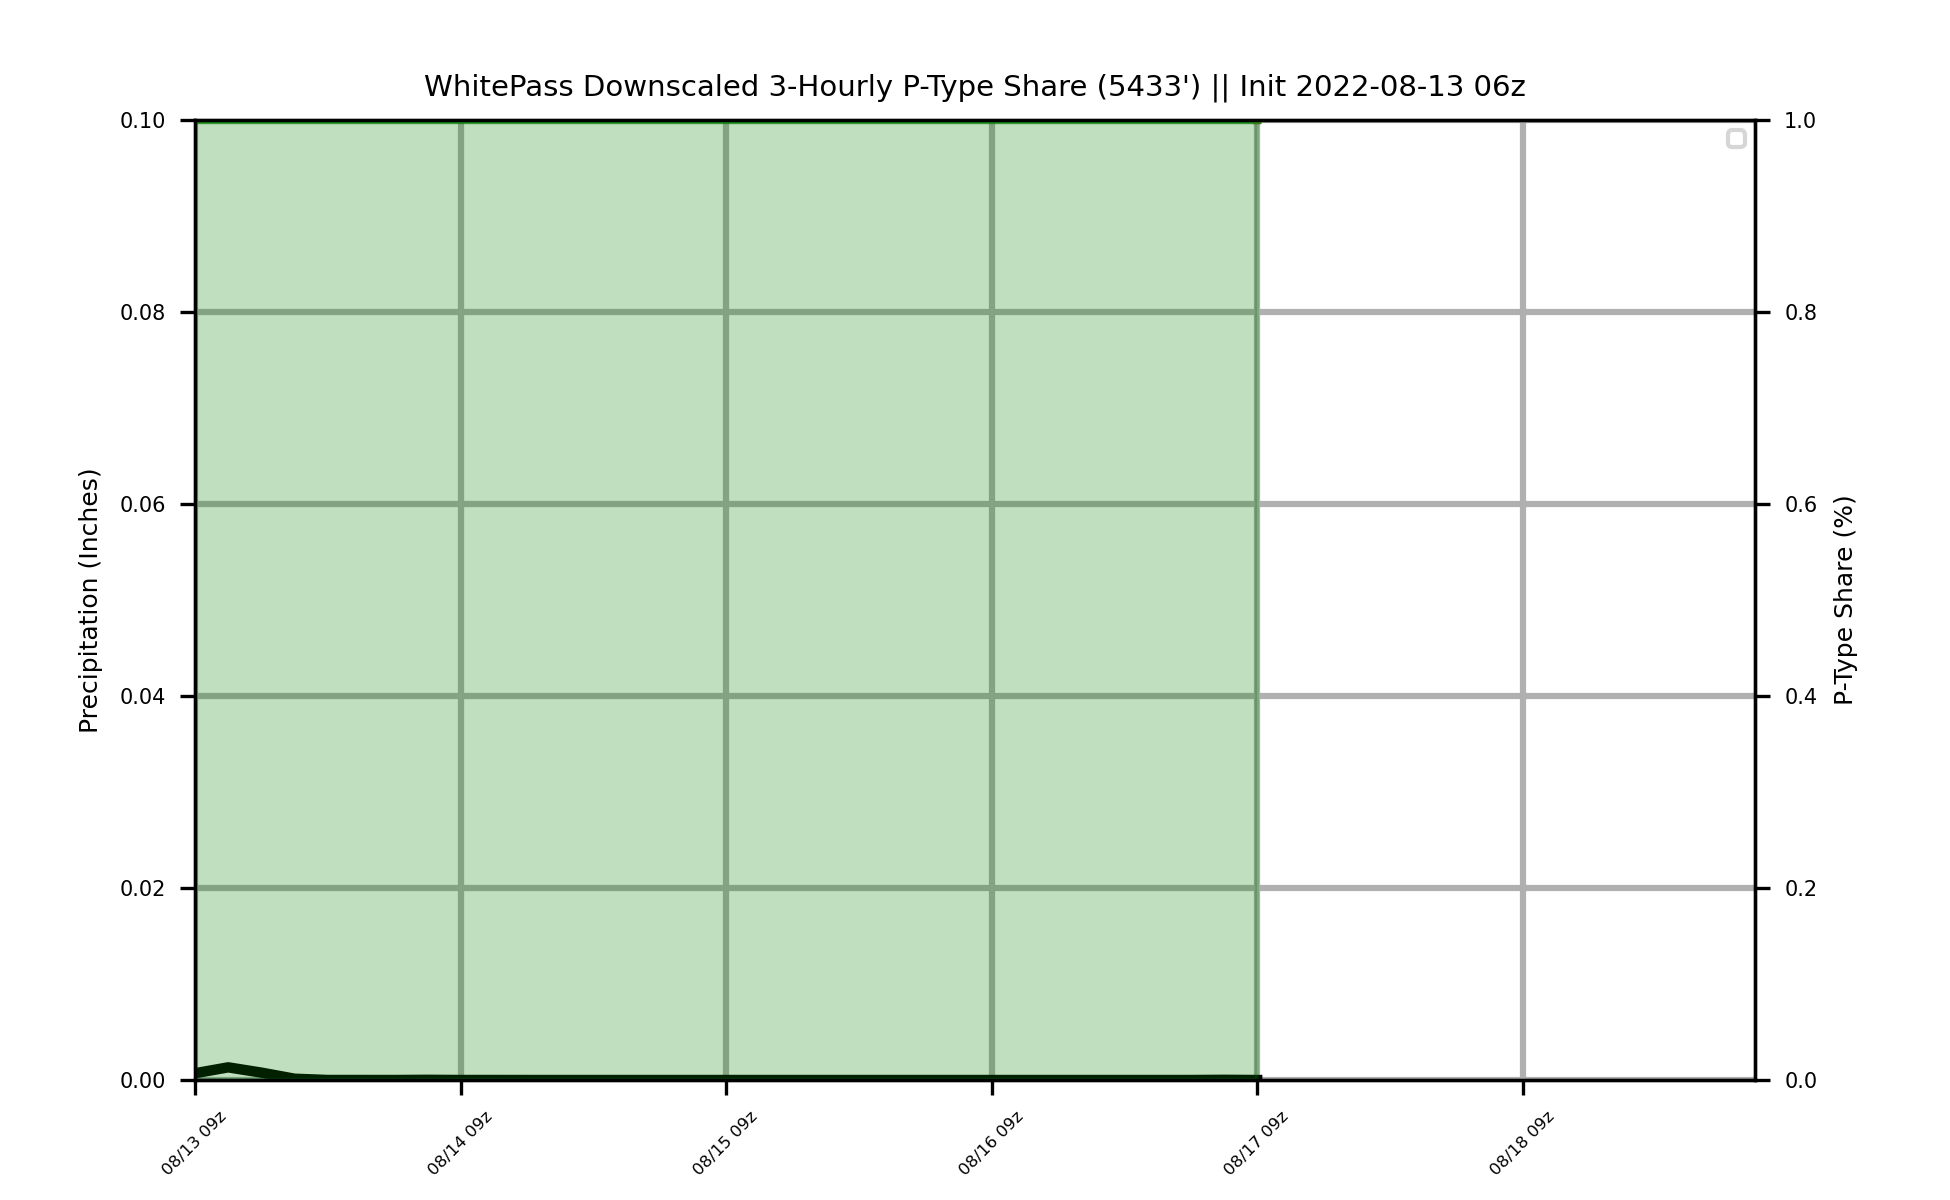 WhitePass Downscaled 3-Hourly P-Type Share (5433') || Init 2022-08-13 06z
0.10
0.08
0.06
0.04
0.02
0.00
Precipitation (Inches)
1.0
0.8
0.6
0.4
0.2
0.0
P-Type Share (%)
08/13 09z
08/14 09z
08/15 09z
08/16 09z
08/17 09z
08/18 09z